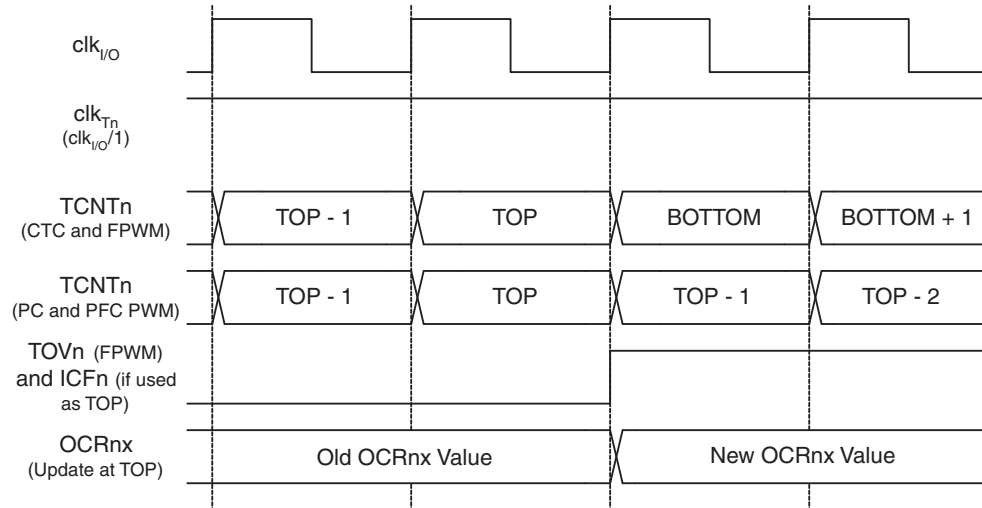 clkI/O
clkTn
(clkI/O/1)
TCNTn
(CTC and FPWM)
TOP - 1 TOP BOTTOM BOTTOM + 1
TCNTn
(PC and PFC PWM)
TOP - 1 TOP TOP - 1 TOP - 2
TOVn (FPWM)
and ICFn (if used
as TOP)
OCRnx
(Update at TOP)
Old OCRnx Value New OCRnx Value